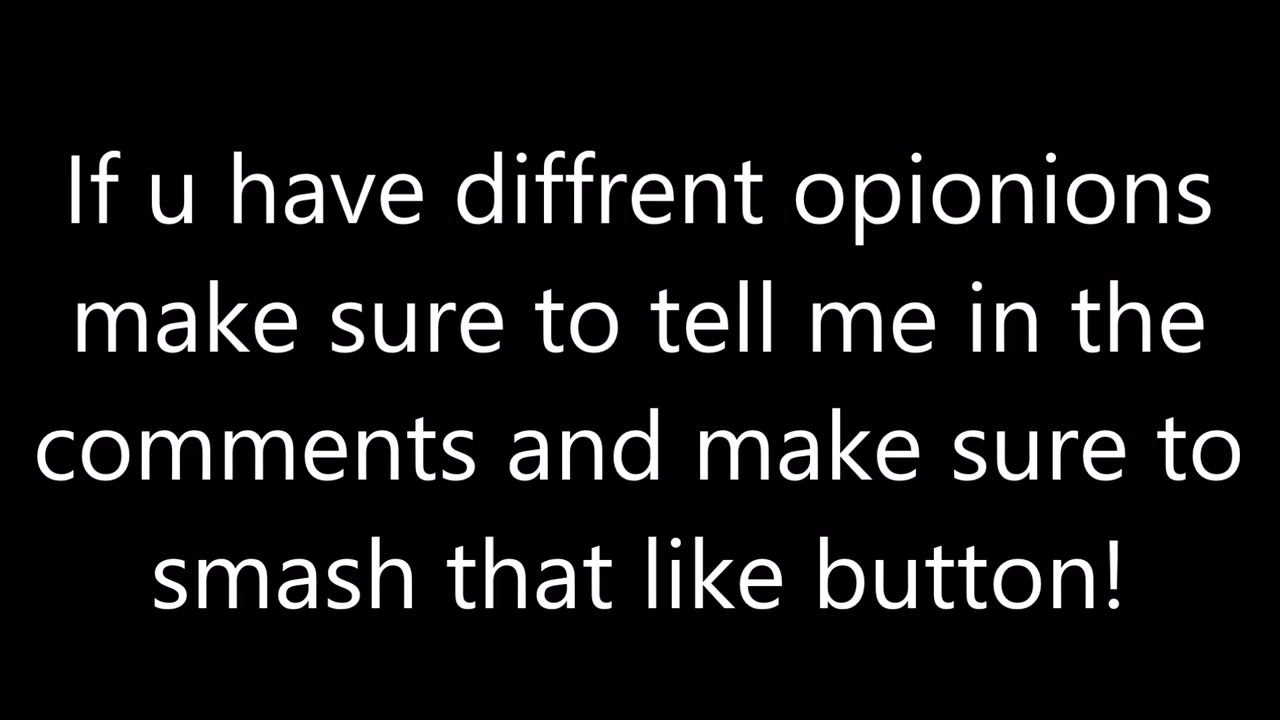 If u have diffrent opionions
make sure to tell me in the
comments and make sure to
smash that like button!